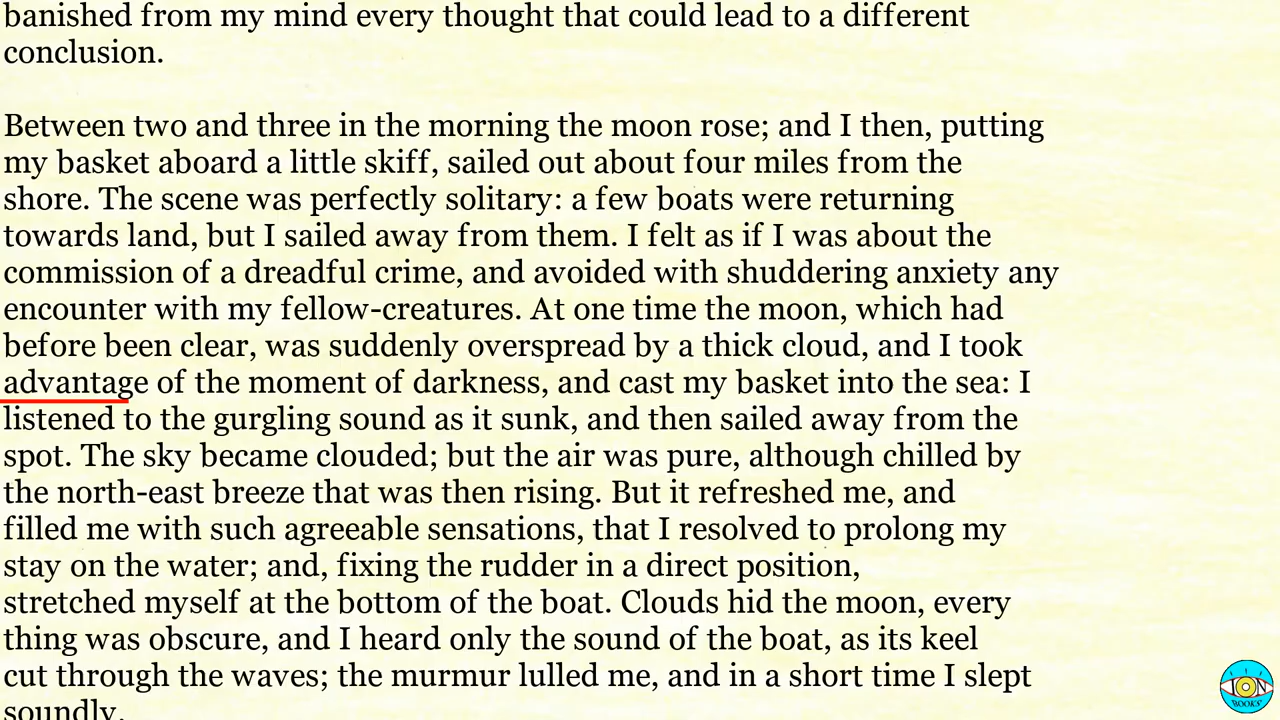 banished from my mind every thought that could lead to a different
conclusion.
Between two and three in the morning the moon rose; and I then, putting
my basket aboard a little skiff, sailed out about four miles from the
shore. The scene was perfectly solitary: a few boats were returning
towards land, but I sailed away from them. I felt as if I was about the
commission of a dreadful crime, and avoided with shuddering anxiety any
encounter with my fellow-creatures. At one time the moon, which had
before been clear, was suddenly overspread by a thick cloud, and I took
advantage of the moment of darkness, and cast my basket into the sea: I
listened to the gurgling sound as it sunk, and then sailed away from the
spot. The sky became clouded; but the air was pure, although chilled by
the north-east breeze that was then rising. But it refreshed me, and
filled me with such agreeable sensations, that I resolved to prolong my
stay on the water; and, fixing the rudder in a direct position,
stretched myself at the bottom of the boat. Clouds hid the moon, every
thing was obscure, and I heard only the sound of the boat, as its keel
cut through the waves; the murmur lulled me, and in a short time I slept
soundly.
ION
BOOKS